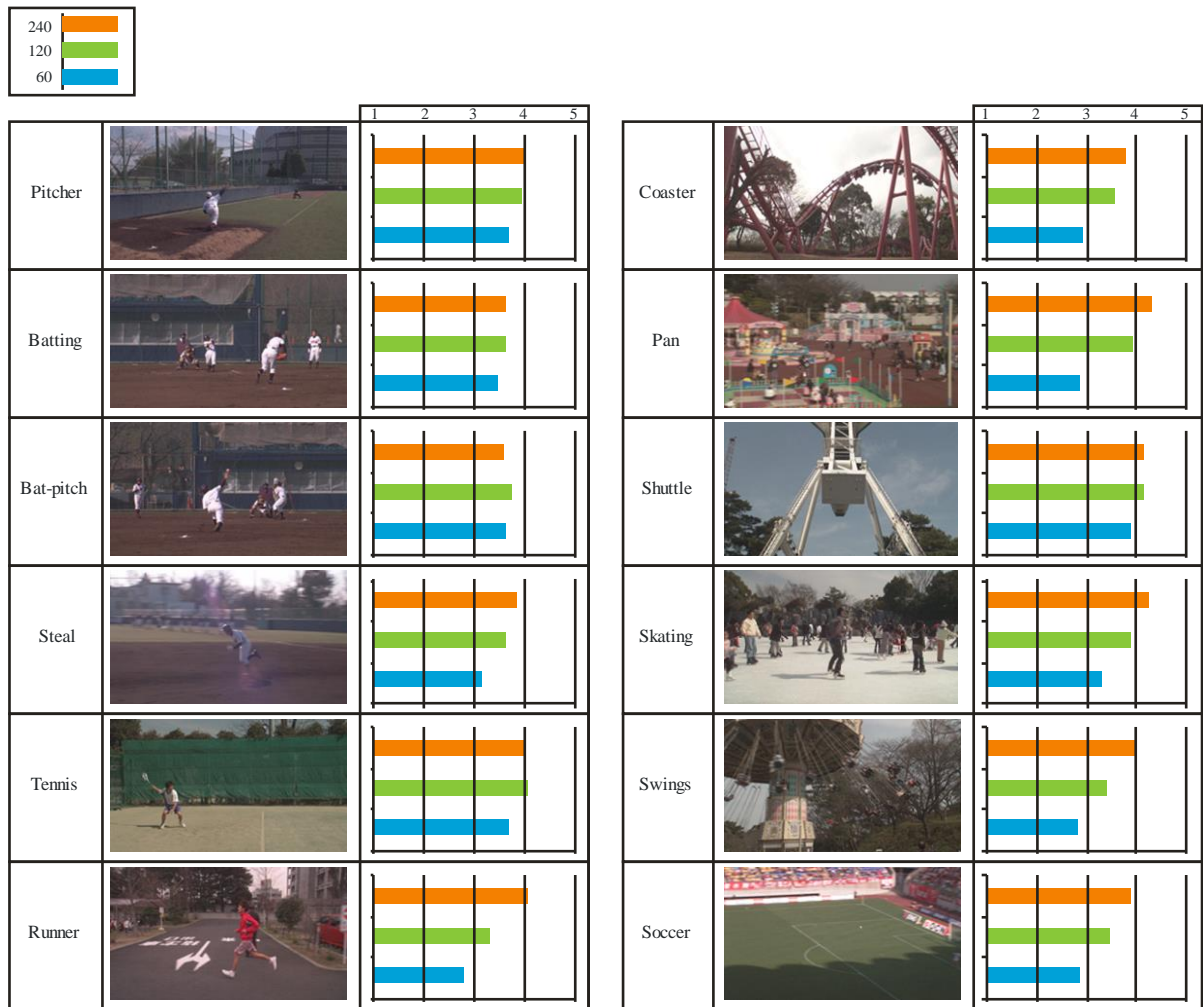 240
120
60
1 2 3 4 5
Pitcher
Batting
Bat-pitch
Steal
Tennis
Runner
1 2 3 4 5
Coaster
Pan
Shuttle
Skating
Swings
Soccer